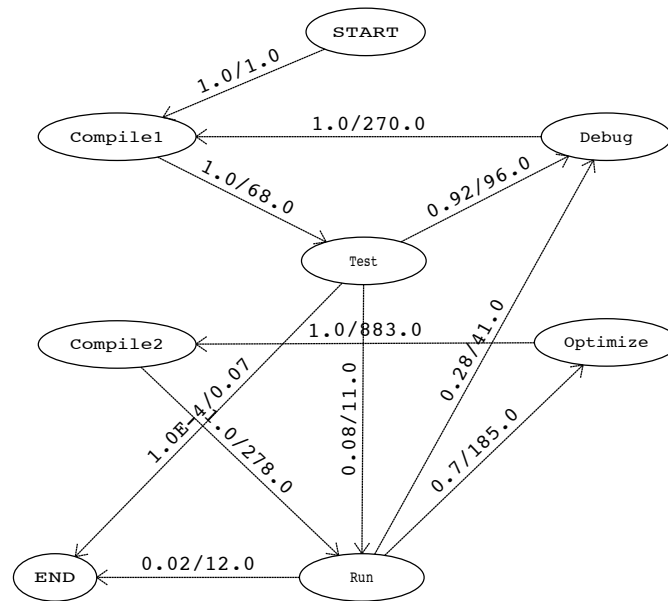 START
1.0/1.0
Compile1
1.0/270.0
Debug
1.0/68.0
0.92/96.0
Test
Compile2
1.0/883.0
Optimize
0.28/41.0
1.0E-4/0.07
1.0/278.0
0.08/11.0
0.7/185.0
END
0.02/12.0
Run